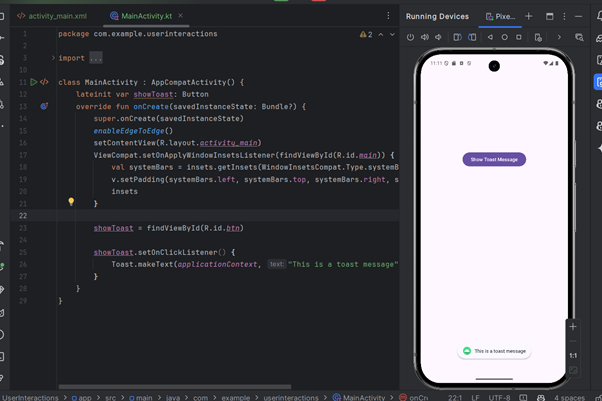 activity_main.xml
MainActivity.kt
Running Devices
Pixe...
1 package com.example.userinteractions
2
3 import ...
10
11 class MainActivity : AppCompatActivity() {
12 lateinit var showToast: Button
13 override fun onCreate(savedInstanceState: Bundle?) {
14 super.onCreate(savedInstanceState)
15 enableEdgeToEdge()
16 setContentView(R.layout.activity_main)
17 ViewCompat.setOnApplyWindowInsetsListener(findViewById(R.id.main)) {
18 val systemBars = insets.getInsets(WindowInsetsCompat.Type.system
19 v.setPadding(systemBars.left, systemBars.top, systemBars.right, s
20 insets
21 }
22
23 showToast = findViewById(R.id.btn)
24
25 showToast.setOnClickListener() {
26 Toast.makeText(applicationContext, text: "This is a toast message"
27 }
28 }
29 }
2
11:11
Show Toast Message
This is a toast message
1:1
UserInteractions > app > src > main > java > com > example > userinteractions > MainActivity > onCr
22:1 LF UTF-8 4 spaces